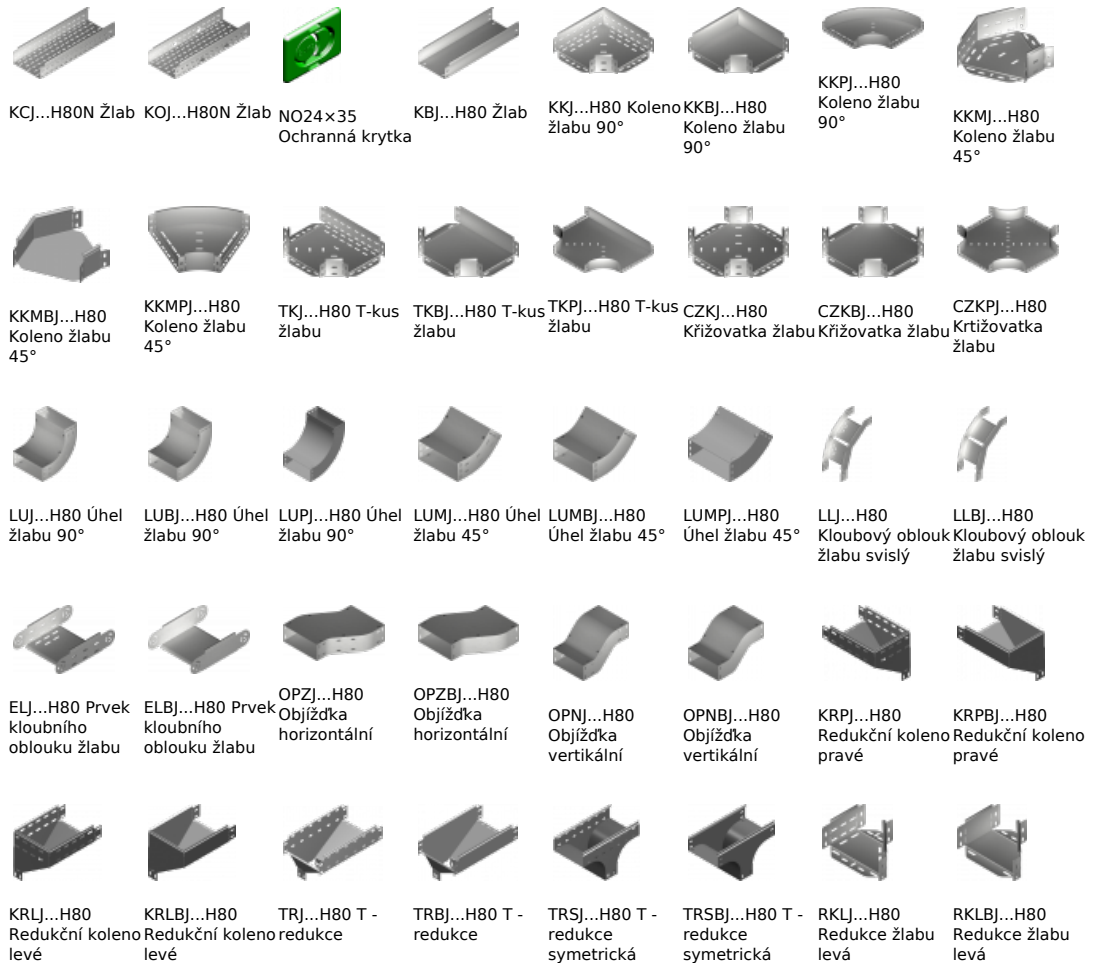 KCJ...H80N Žlab
KOJ...H80N Žlab
NO24×35
Ochranná krytka
KBJ...H80 Žlab
KKJ...H80 Koleno
žlabu 90°
KKBJ...H80
Koleno žlabu
90°
KKPJ...H80
Koleno žlabu
90°
KKMJ...H80
Koleno žlabu
45°
KKMBJ...H80
Koleno žlabu
45°
KKMPJ...H80
Koleno žlabu
45°
TKJ...H80 T-kus
žlabu
TKBJ...H80 T-kus
žlabu
TKPJ...H80 T-kus
žlabu
CZKJ...H80
Křižovatka žlabu
CZKBJ...H80
Křižovatka žlabu
CZKPJ...H80
Krtižovatka
žlabu
LUJ...H80 Úhel
žlabu 90°
LUBJ...H80 Úhel
žlabu 90°
LUPJ...H80 Úhel
žlabu 90°
LUMJ...H80 Úhel
žlabu 45°
LUMBJ...H80
Úhel žlabu 45°
LUMPJ...H80
Úhel žlabu 45°
LLJ...H80
Kloubový oblouk
žlabu svislý
LLBJ...H80
Kloubový oblouk
žlabu svislý
ELJ...H80 Prvek
kloubního
oblouku žlabu
ELBJ...H80 Prvek
kloubního
oblouku žlabu
OPZJ...H80
Objížďka
horizontální
OPZBJ...H80
Objížďka
horizontální
OPNJ...H80
Objížďka
vertikální
OPNBJ...H80
Objížďka
vertikální
KRPJ...H80
Redukční koleno
pravé
KRPBJ...H80
Redukční koleno
pravé
KRLJ...H80
Redukční koleno
levé
KRLBJ...H80
Redukční koleno
levé
TRJ...H80 T -
redukce
TRBJ...H80 T -
redukce
TRSJ...H80 T -
redukce
symetrická
TRSBJ...H80 T -
redukce
symetrická
RKLJ...H80
Redukce žlabu
levá
RKLBJ...H80
Redukce žlabu
levá